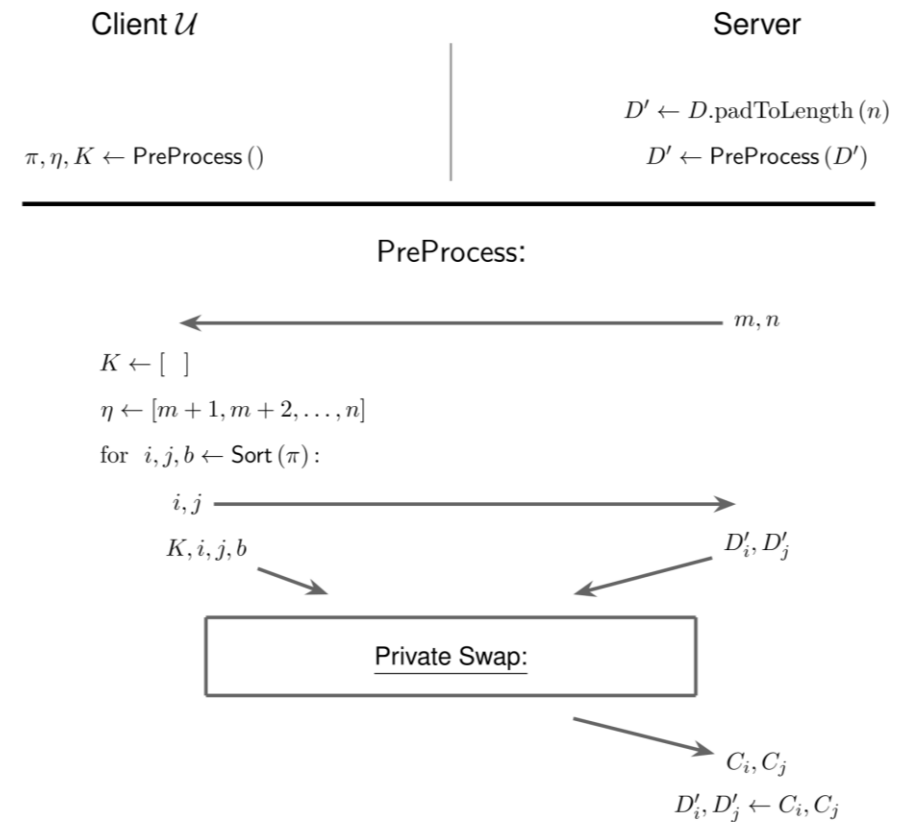 Client 𝒰
Server
D′ ← D.padToLength (n)
π, η, K ← PreProcess ()
D′ ← PreProcess (D′)
PreProcess:
m, n
K ← [ ]
η ← [m + 1, m + 2, . . . , n]
for i, j, b ← Sort (π) :
i, j
K, i, j, b
D′ᵢ, D′ⱼ
Private Swap:
Cᵢ, Cⱼ
D′ᵢ, D′ⱼ ← Cᵢ, Cⱼ